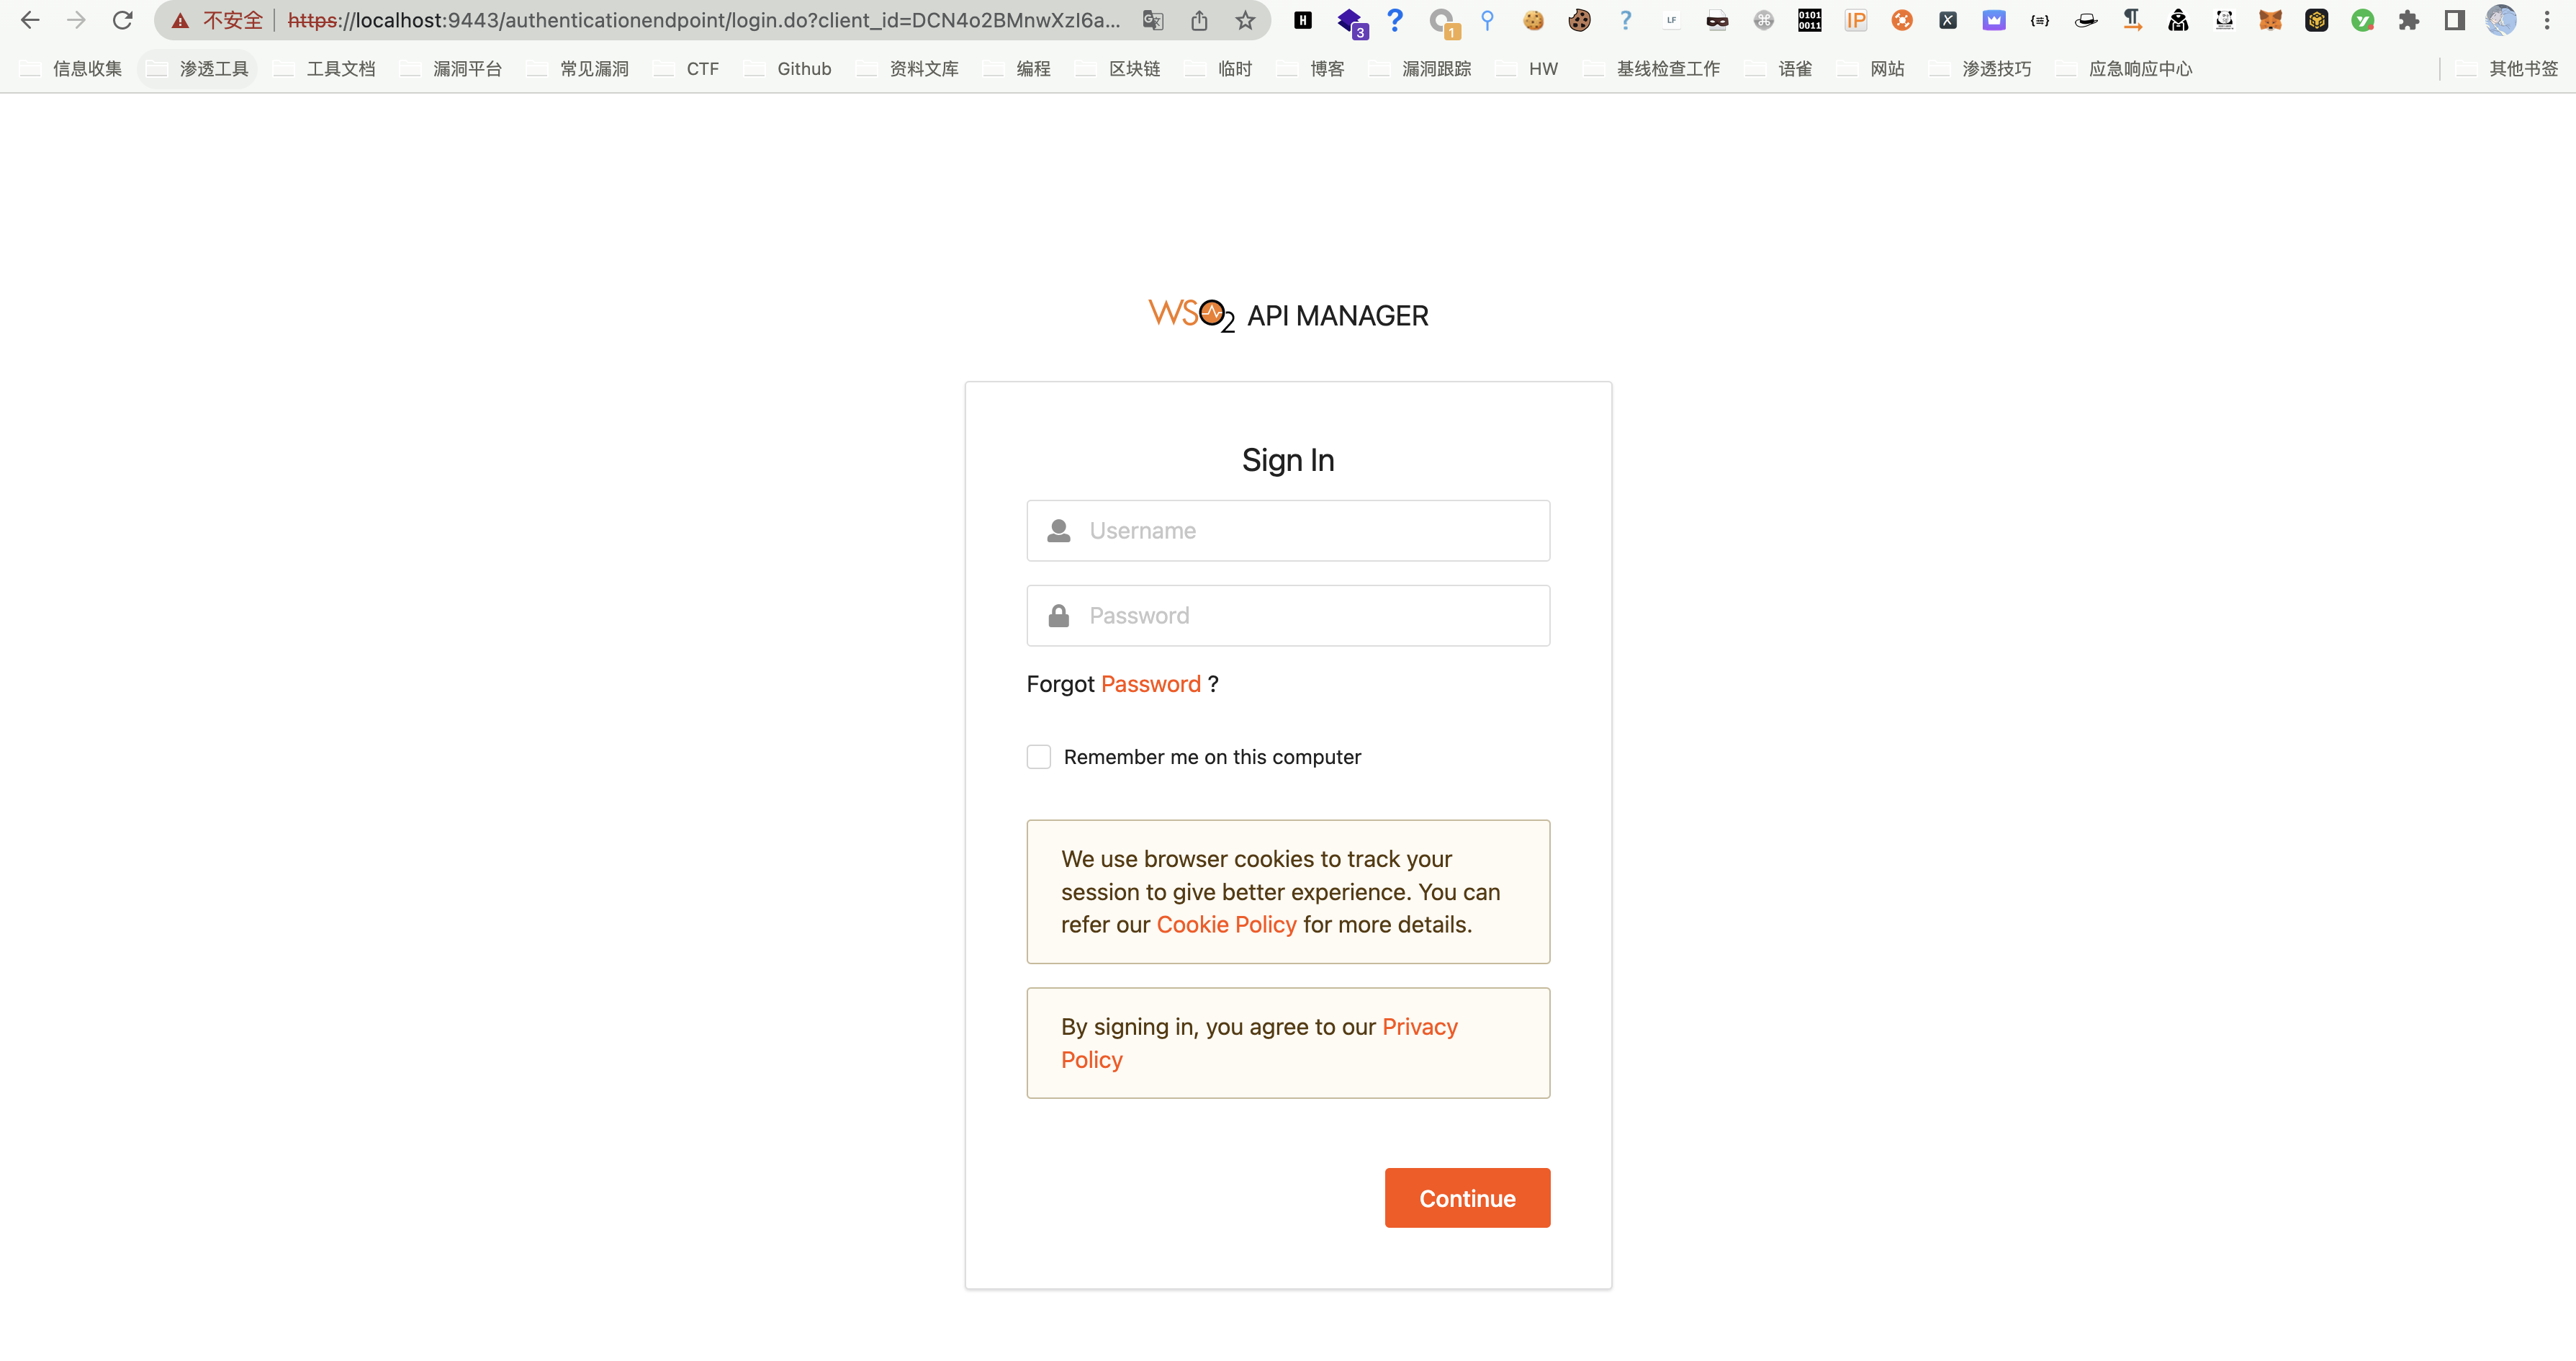 不安全 https://localhost:9443/authenticationendpoint/login.do?client_id=DCN4o2BMnwXzI6a...
H 3 ? 1 ? LF 0101 0011 IP X {≡}
信息收集 渗透工具 工具文档 漏洞平台 常见漏洞 CTF Github 资料文库 编程 区块链 临时 博客 漏洞跟踪 HW 基线检查工作 语雀 网站 渗透技巧 应急响应中心 其他书签
WSO2 API MANAGER
Sign In
Username
Password
Forgot Password ?
Remember me on this computer
We use browser cookies to track your
session to give better experience. You can
refer our Cookie Policy for more details.
By signing in, you agree to our Privacy
Policy
Continue